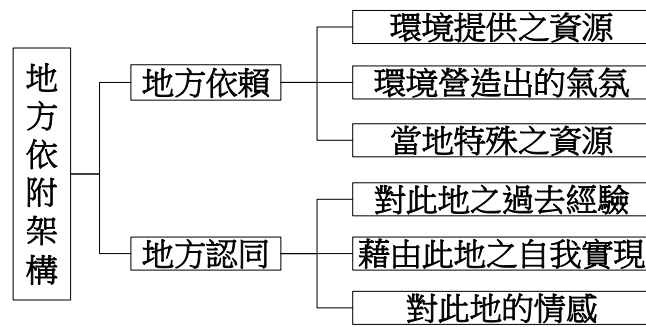 地方依附架構
地方依賴
環境提供之資源
環境營造出的氣氛
當地特殊之資源
地方認同
對此地之過去經驗
藉由此地之自我實現
對此地的情感